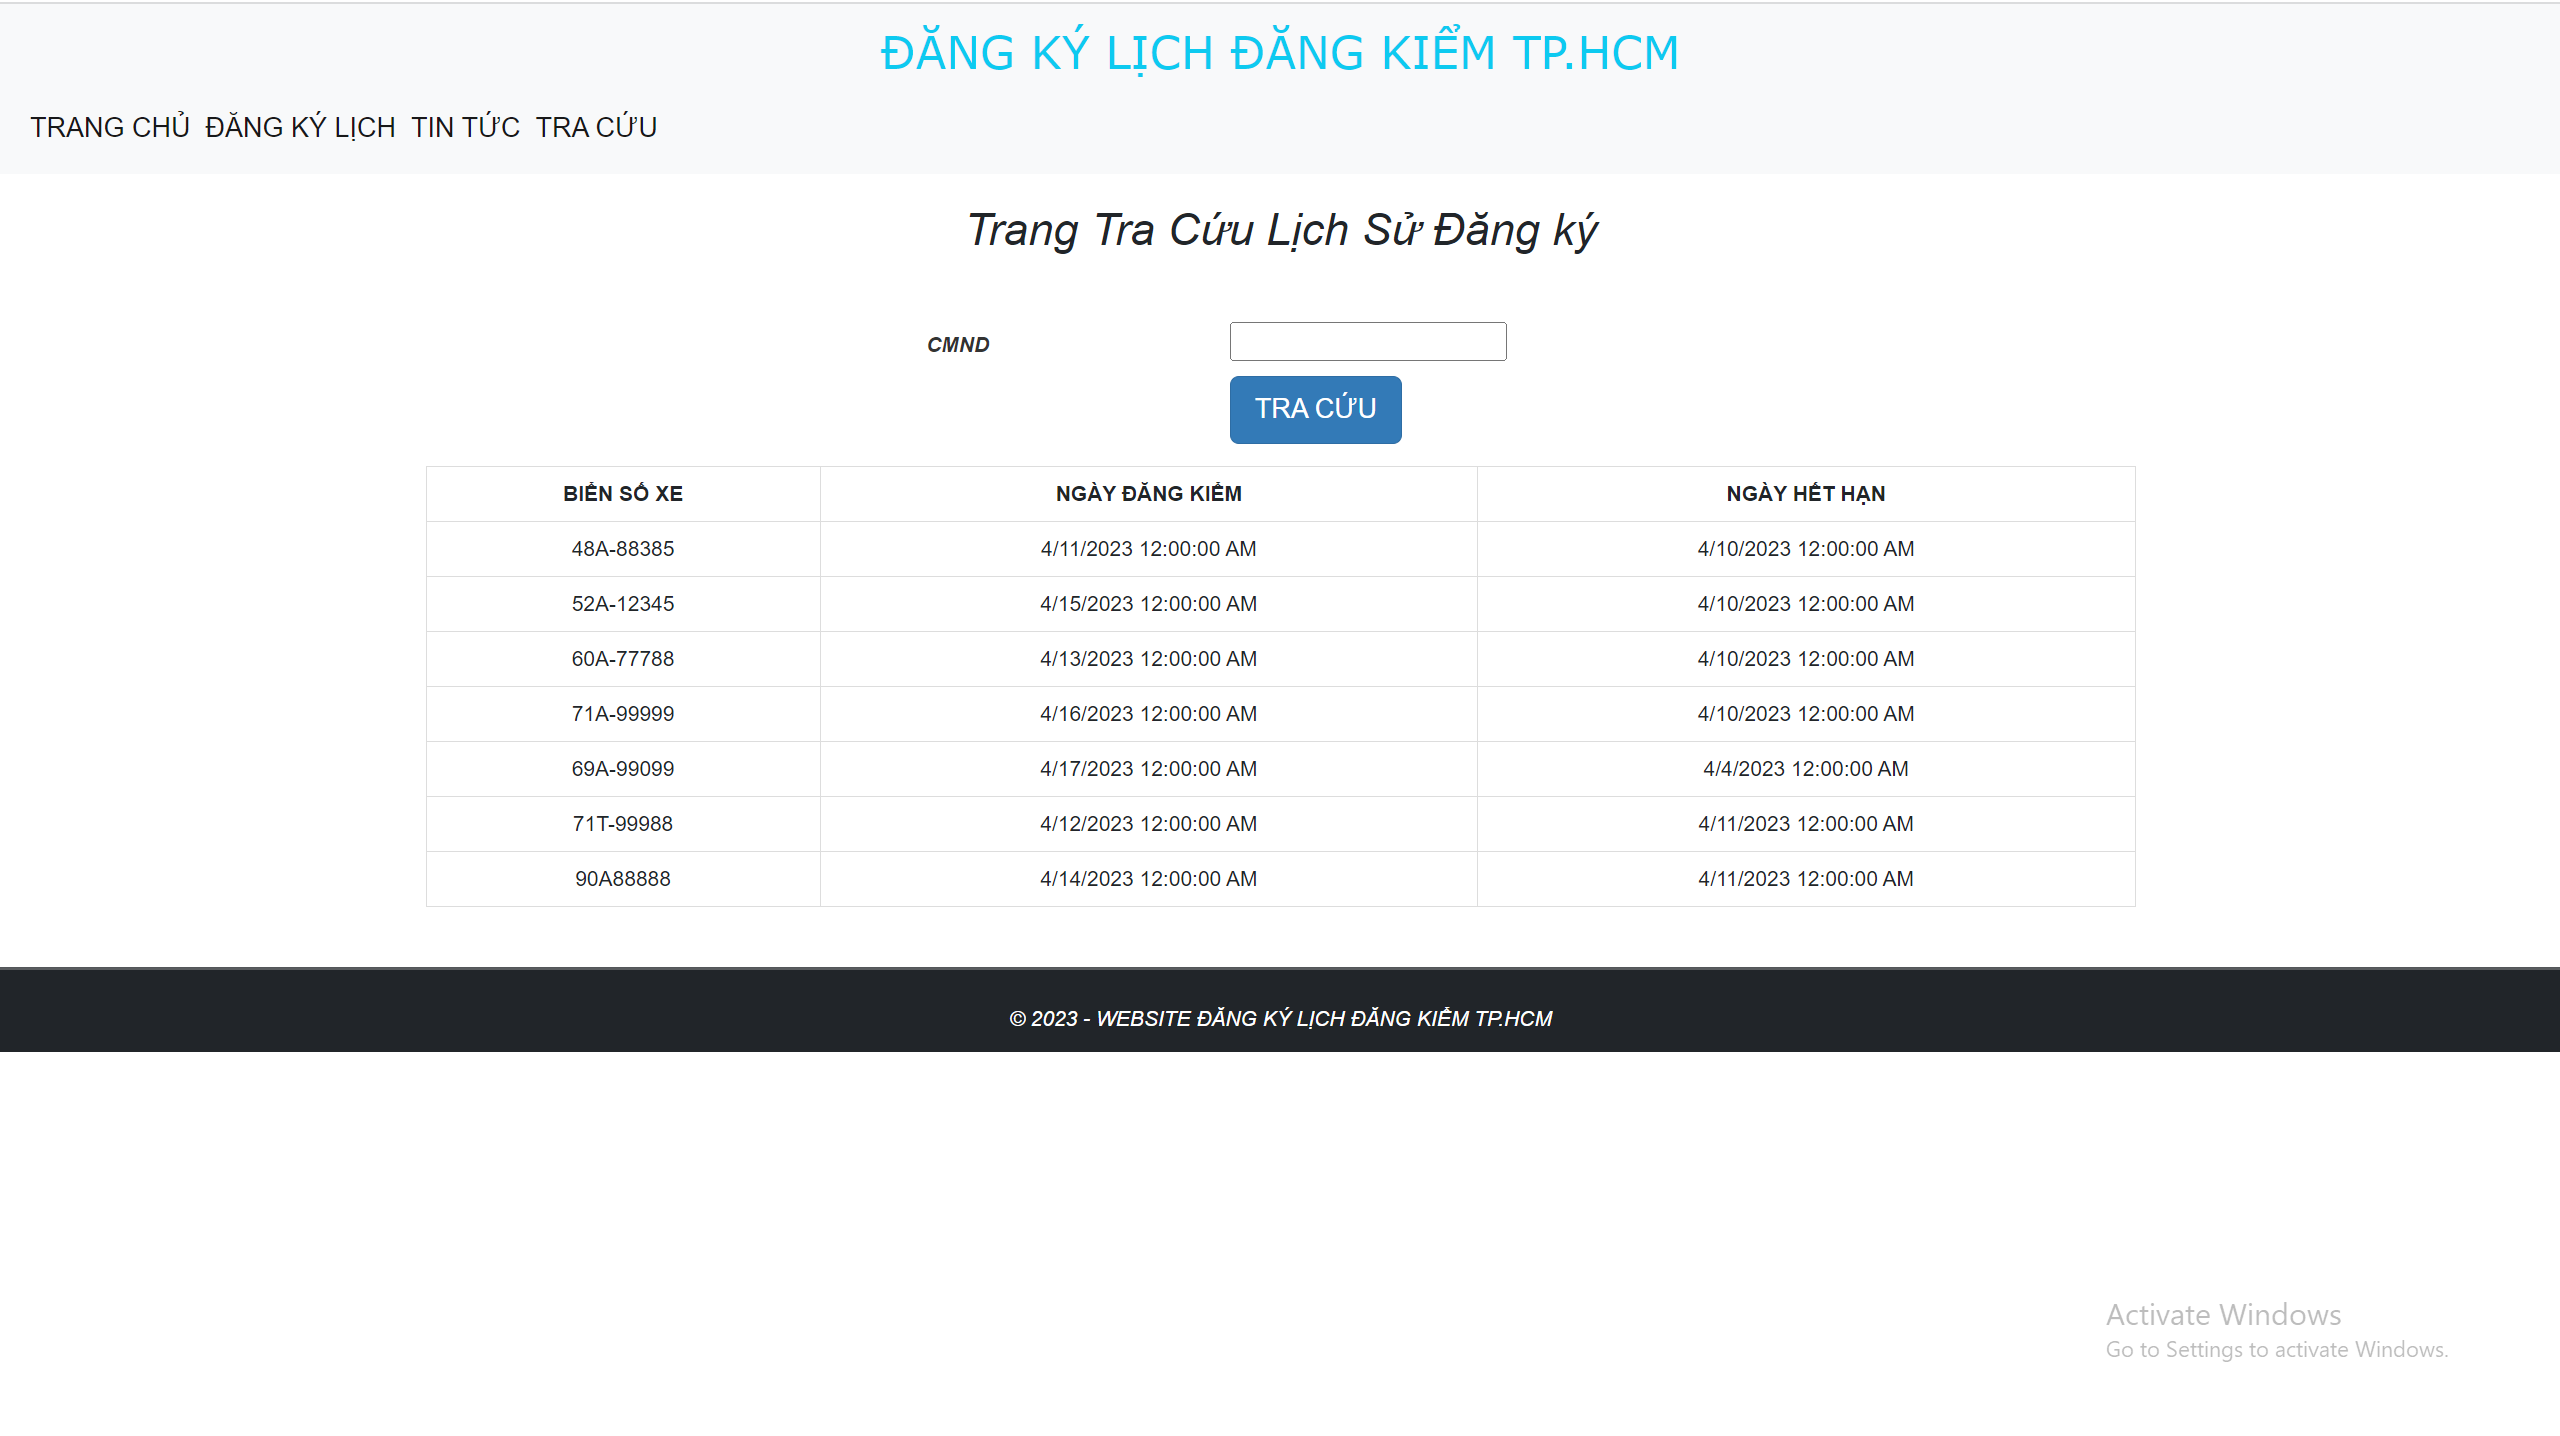 ĐĂNG KÝ LỊCH ĐĂNG KIỂM TP.HCM
TRANG CHỦ ĐĂNG KÝ LỊCH TIN TỨC TRA CỨU
Trang Tra Cứu Lịch Sử Đăng ký
CMND
TRA CỨU
BIỂN SỐ XE NGÀY ĐĂNG KIỂM NGÀY HẾT HẠN
48A-88385 4/11/2023 12:00:00 AM 4/10/2023 12:00:00 AM
52A-12345 4/15/2023 12:00:00 AM 4/10/2023 12:00:00 AM
60A-77788 4/13/2023 12:00:00 AM 4/10/2023 12:00:00 AM
71A-99999 4/16/2023 12:00:00 AM 4/10/2023 12:00:00 AM
69A-99099 4/17/2023 12:00:00 AM 4/4/2023 12:00:00 AM
71T-99988 4/12/2023 12:00:00 AM 4/11/2023 12:00:00 AM
90A88888 4/14/2023 12:00:00 AM 4/11/2023 12:00:00 AM
© 2023 - WEBSITE ĐĂNG KÝ LỊCH ĐĂNG KIỂM TP.HCM
Activate Windows
Go to Settings to activate Windows.